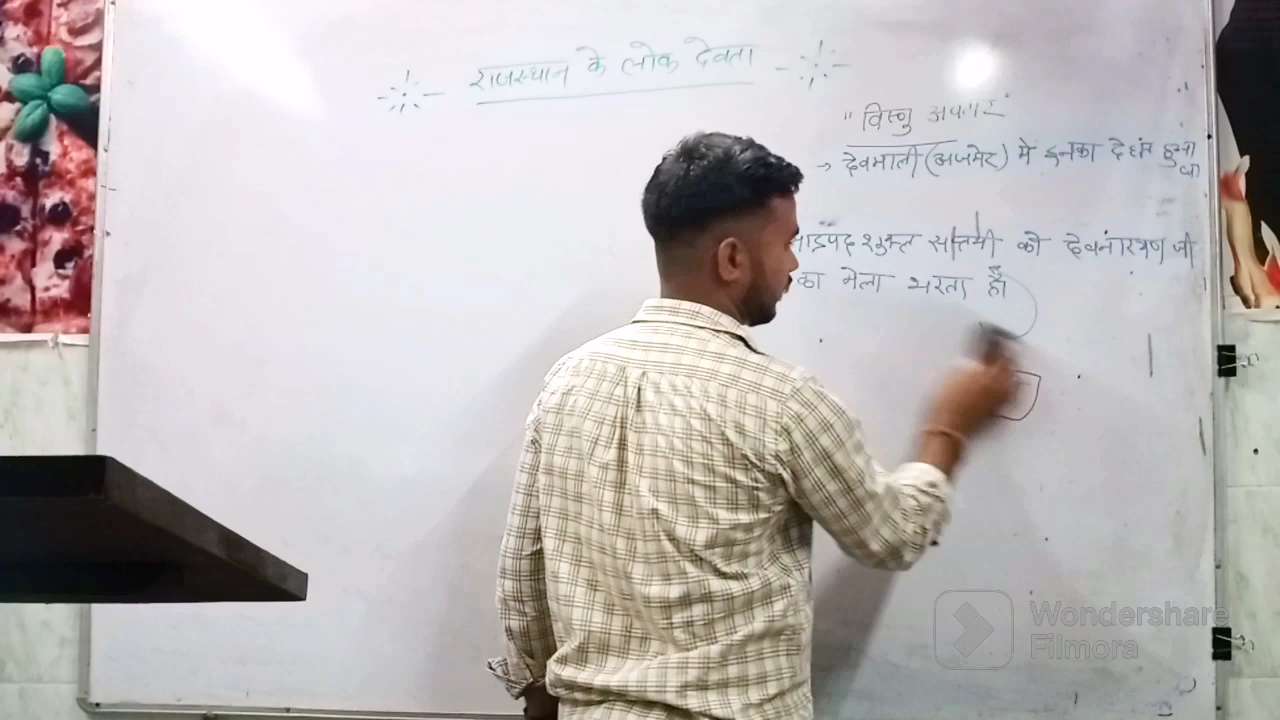 राजस्थान के लोक देवता
"विष्णु अवतार"
→ देवमाली (अजमेर) में इनका देहांत हुआ था
भाद्रपद शुक्ल सप्तमी को देवनारायण जी
का मेला भरता है।
Wondershare
Filmora